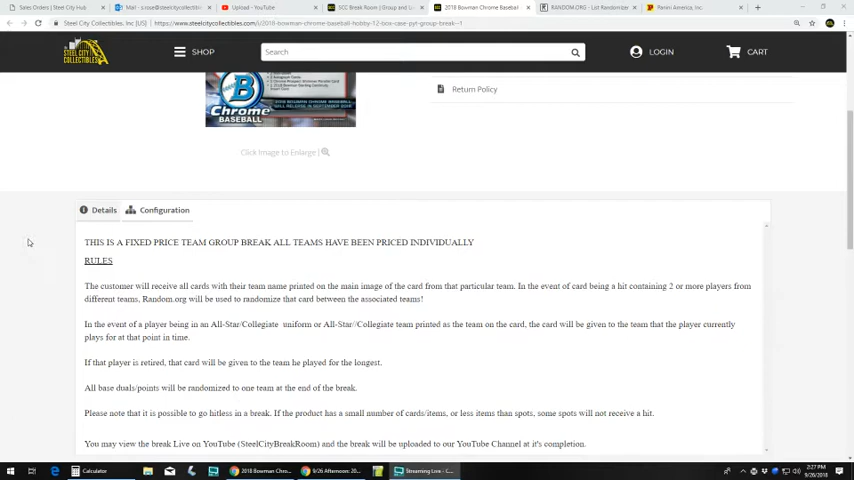 Sales Orders | Steel City Hub
Mail - s.rose@steelcitycollectibles
Upload - YouTube
SCC Break Room | Group and
2018 Bowman Chrome Baseball
RANDOM.ORG - List Randomizer
Panini America, Inc.
Steel City Collectibles, Inc [US] | https://www.steelcitycollectibles.com/i/2018-bowman-chrome-baseball-hobby-12-box-case-pyt-group-break--1
STEEL CITY
COLLECTIBLES
SHOP
Search
LOGIN
CART
B
Chrome
BASEBALL
Return Policy
Click Image to Enlarge |
Details
Configuration
THIS IS A FIXED PRICE TEAM GROUP BREAK ALL TEAMS HAVE BEEN PRICED INDIVIDUALLY
RULES
The customer will receive all cards with their team name printed on the main image of the card from that particular team. In the event of card being a hit containing 2 or more players from
different teams, Random.org will be used to randomize that card between the associated teams!
In the event of a player being in an All-Star/Collegiate uniform or All-Star//Collegiate team printed as the team on the card, the card will be given to the team that the player currently
plays for at that point in time.
If that player is retired, that card will be given to the team he played for the longest.
All base duals/points will be randomized to one team at the end of the break.
Please note that it is possible to go hitless in a break. If the product has a small number of cards/items, or less items than spots, some spots will not receive a hit.
You may view the break Live on YouTube (SteelCityBreakRoom) and the break will be uploaded to our YouTube Channel at it's completion.
Calculator
2018 Bowman Chro...
9/26 Afternoon: 20...
Streaming Live - C...
2:27 PM
9/26/2018